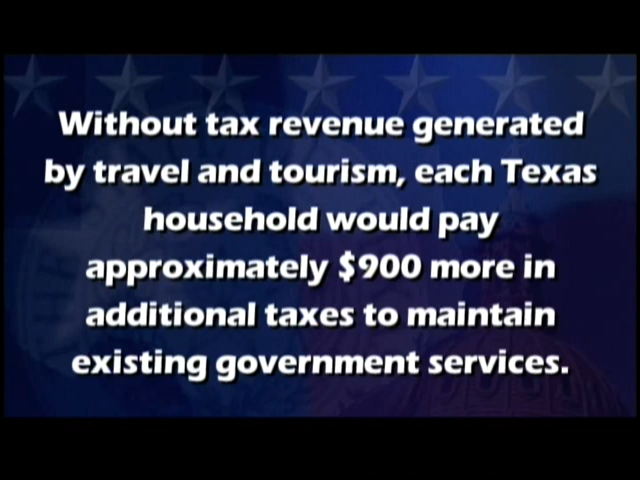 Without tax revenue generated
by travel and tourism, each Texas
household would pay
approximately $900 more in
additional taxes to maintain
existing government services.